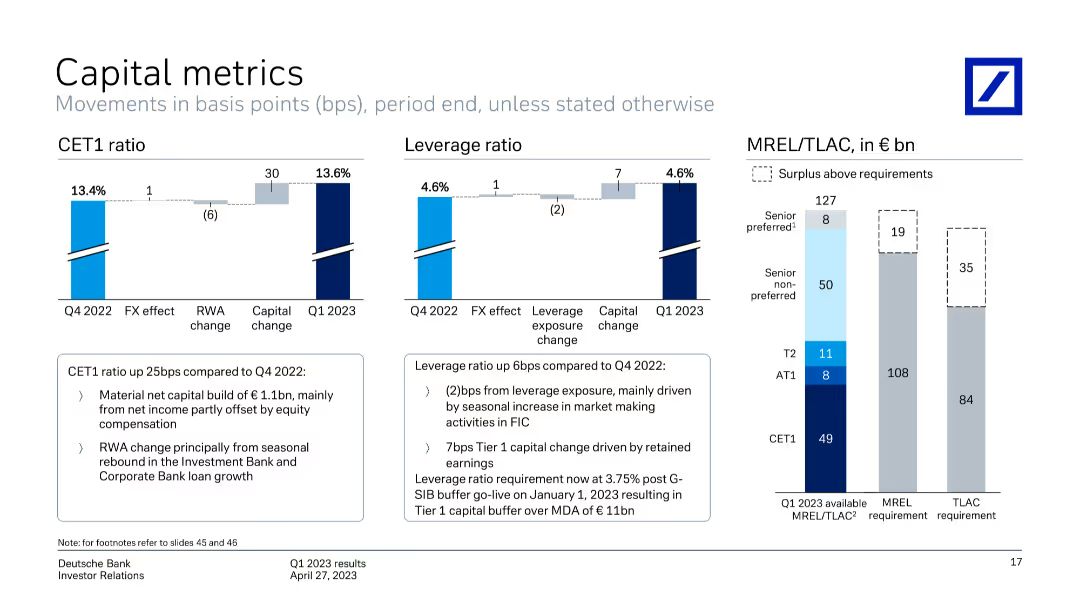 Capital metrics
Movements in basis points (bps), period end, unless stated otherwise
CET1 ratio
13.4%
1
(6)
30
13.6%
Q4 2022
FX effect
RWA
change
Capital
change
Q1 2023
CET1 ratio up 25bps compared to Q4 2022:
〉 Material net capital build of € 1.1bn, mainly
from net income partly offset by equity
compensation
〉 RWA change principally from seasonal
rebound in the Investment Bank and
Corporate Bank loan growth
Leverage ratio
4.6%
1
(2)
7
4.6%
Q4 2022
FX effect
Leverage
exposure
change
Capital
change
Q1 2023
Leverage ratio up 6bps compared to Q4 2022:
〉 (2)bps from leverage exposure, mainly driven
by seasonal increase in market making
activities in FIC
〉 7bps Tier 1 capital change driven by retained
earnings
Leverage ratio requirement now at 3.75% post G-
SIB buffer go-live on January 1, 2023 resulting in
Tier 1 capital buffer over MDA of € 11bn
MREL/TLAC, in € bn
Surplus above requirements
127
Senior
preferred¹
8
Senior
non-
preferred
50
T2
11
AT1
8
CET1
49
19
108
35
84
Q1 2023 available
MREL/TLAC²
MREL
requirement
TLAC
requirement
Note: for footnotes refer to slides 45 and 46
Deutsche Bank
Investor Relations
Q1 2023 results
April 27, 2023
17